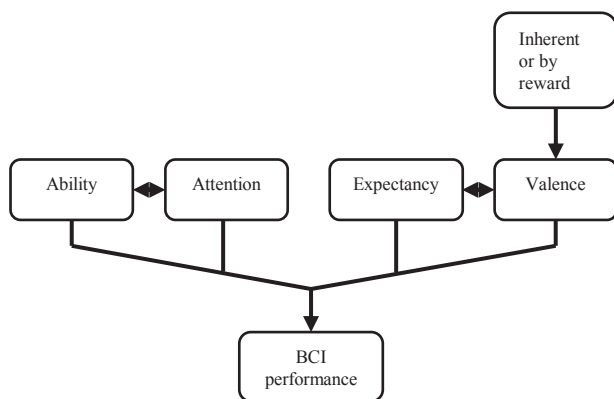 Inherent
or by
reward
Ability
Attention
Expectancy
Valence
BCI
performance